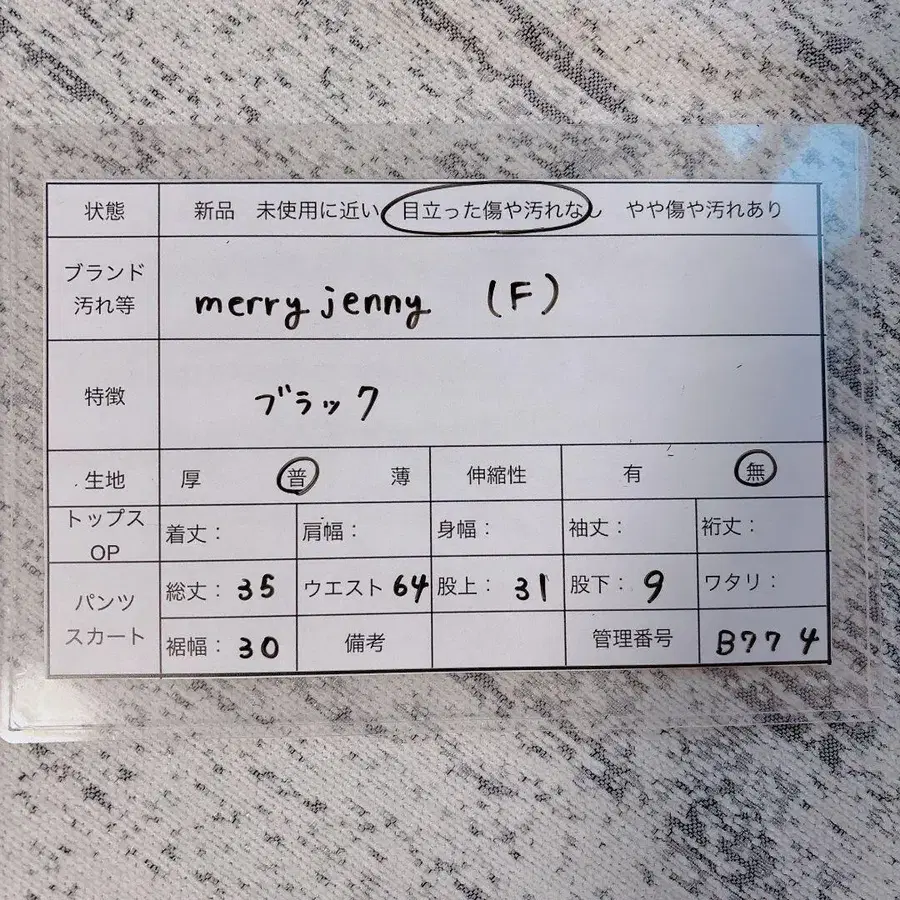 状態 新品 未使用に近い 目立った傷や汚れなし やや傷や汚れあり
ブランド
汚れ等 merry jenny (F)
特徴 ブラック
生地 厚 普 薄 伸縮性 有 無
トップス
OP 着丈: 肩幅: 身幅: 袖丈: 裄丈:
パンツ
スカート 総丈: 35 ウエスト 64 股上: 31 股下: 9 ワタリ:
裾幅: 30 備考 管理番号 B774